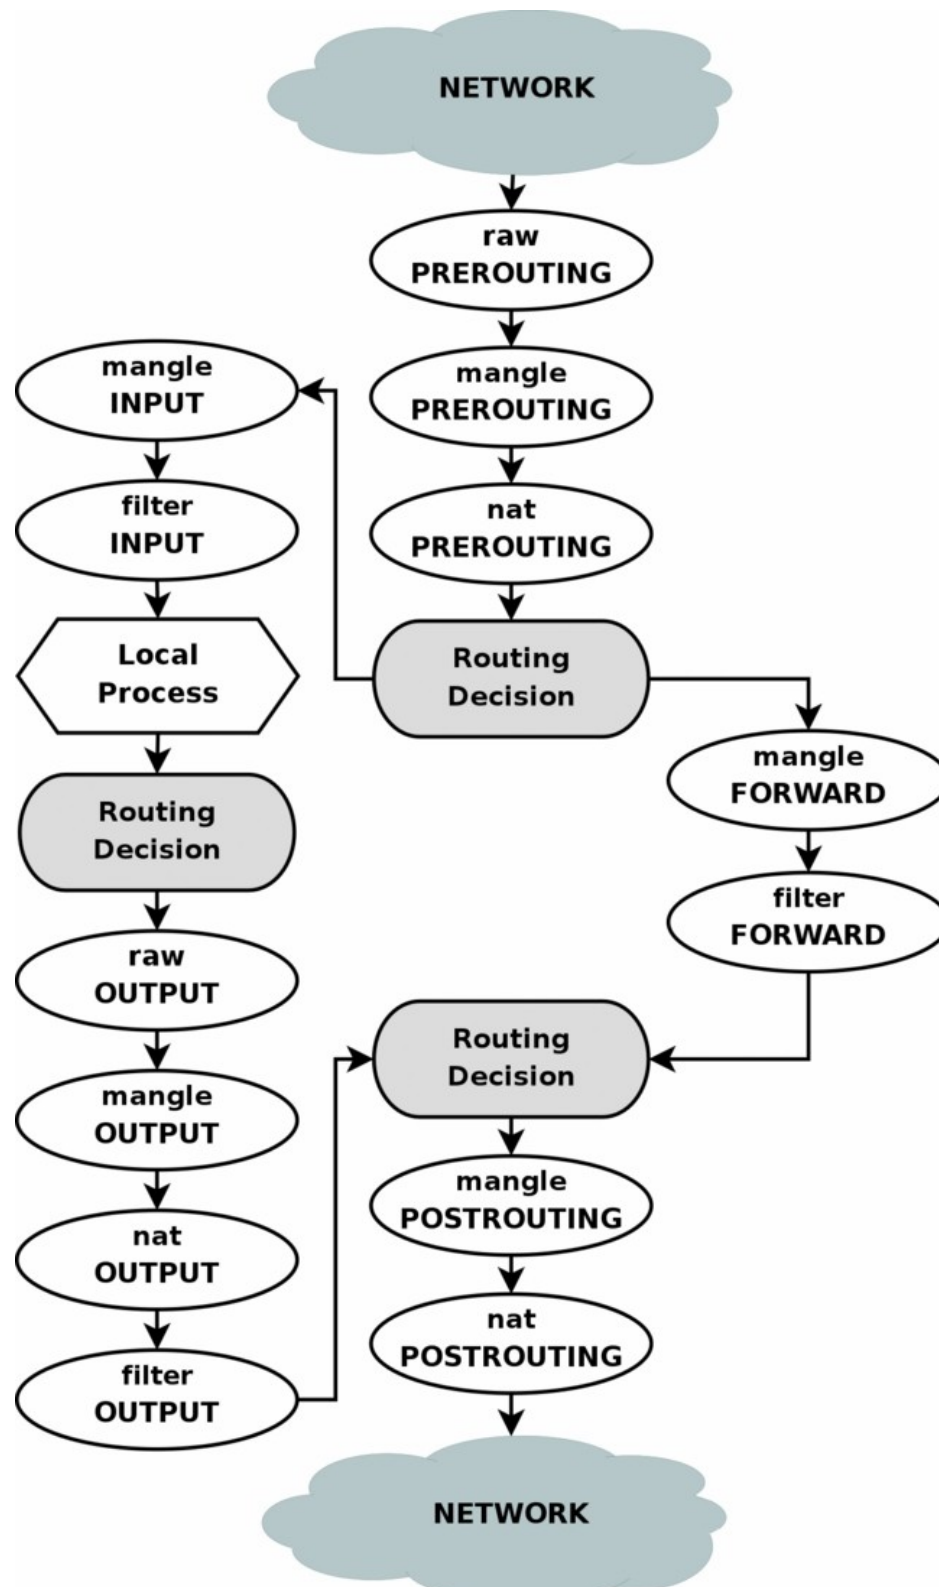 NETWORK
raw
PREROUTING
mangle
PREROUTING
nat
PREROUTING
Routing
Decision
mangle
INPUT
filter
INPUT
Local
Process
Routing
Decision
raw
OUTPUT
mangle
OUTPUT
nat
OUTPUT
filter
OUTPUT
mangle
FORWARD
filter
FORWARD
Routing
Decision
mangle
POSTROUTING
nat
POSTROUTING
NETWORK